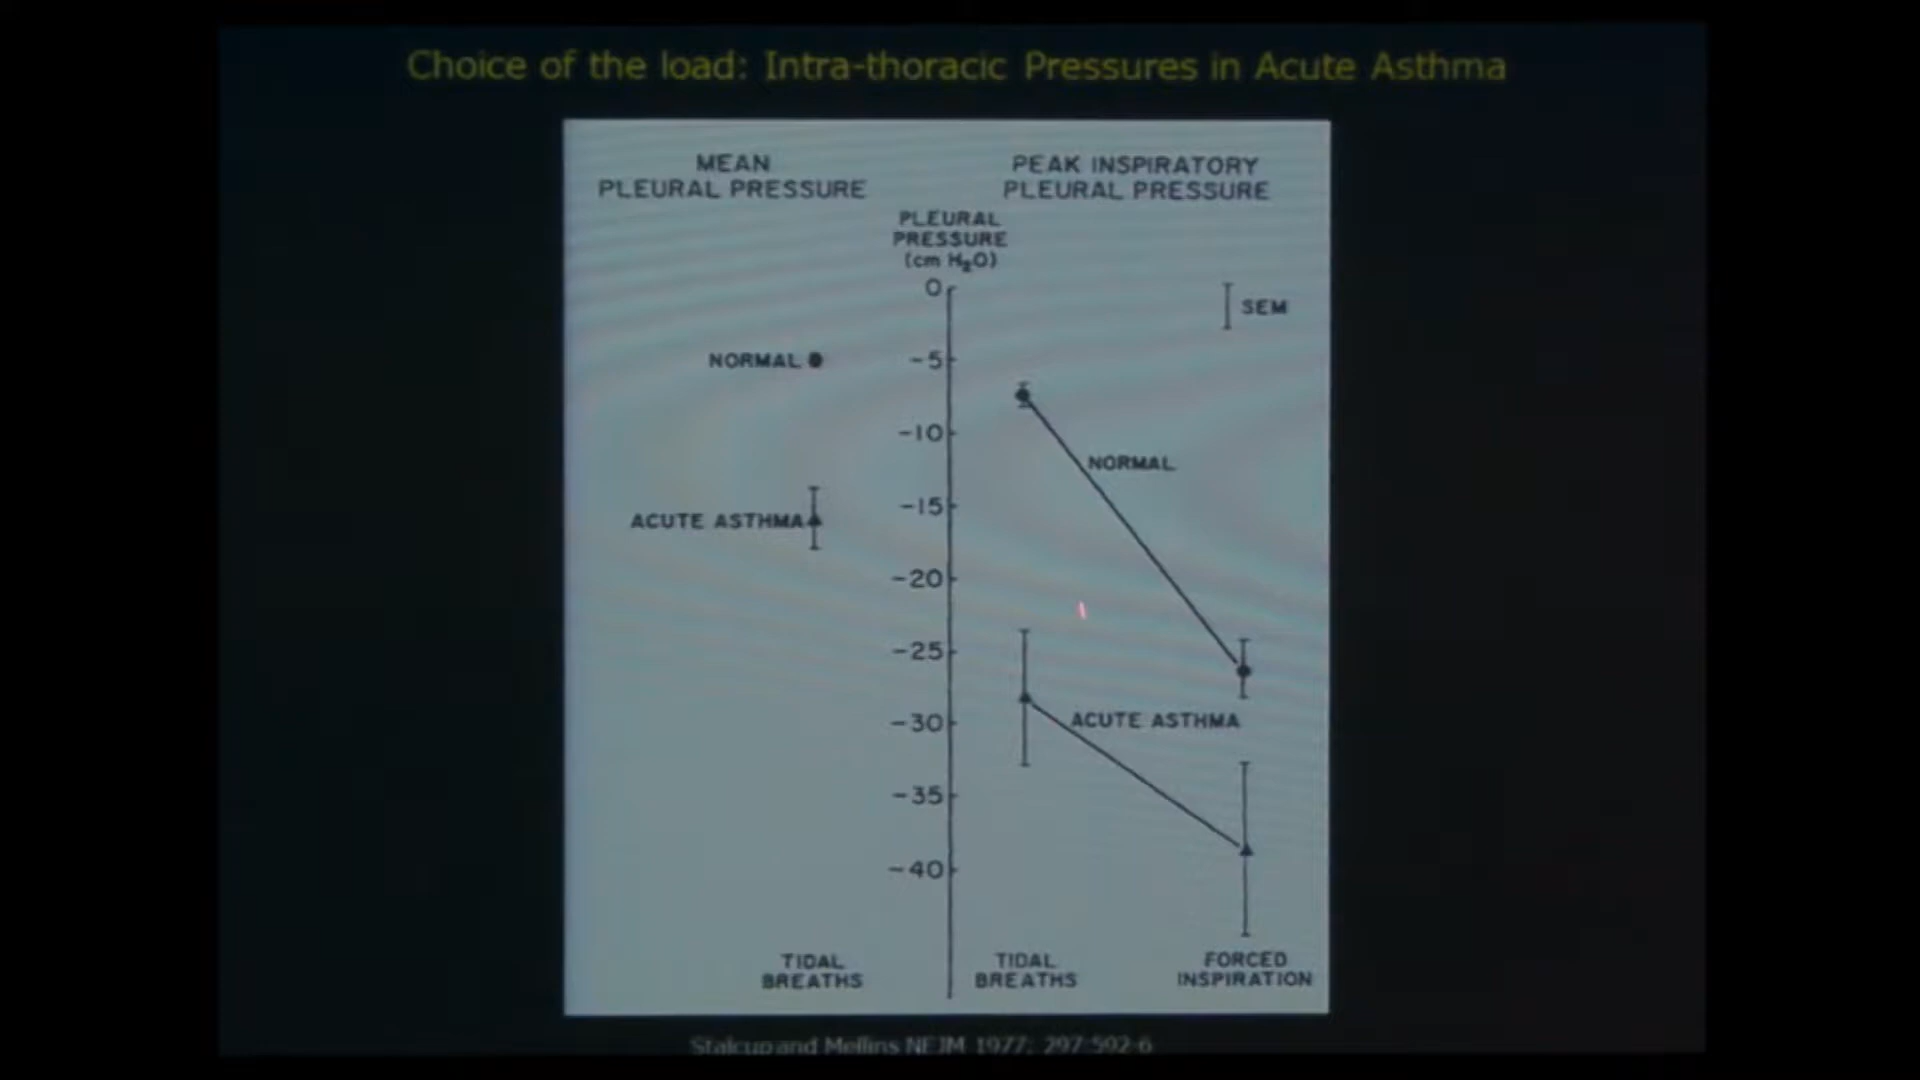 Choice of the load: Intra-thoracic Pressures in Acute Asthma
MEAN
PLEURAL PRESSURE
PEAK INSPIRATORY
PLEURAL PRESSURE
PLEURAL
PRESSURE
(cm H₂O)
0
SEM
NORMAL
-5
-10
NORMAL
-15
ACUTE ASTHMA
-20
-25
-30
ACUTE ASTHMA
-35
-40
TIDAL
BREATHS
TIDAL
BREATHS
FORCED
INSPIRATION
Stalcup and Mellins NEJM 1977; 297:592-6